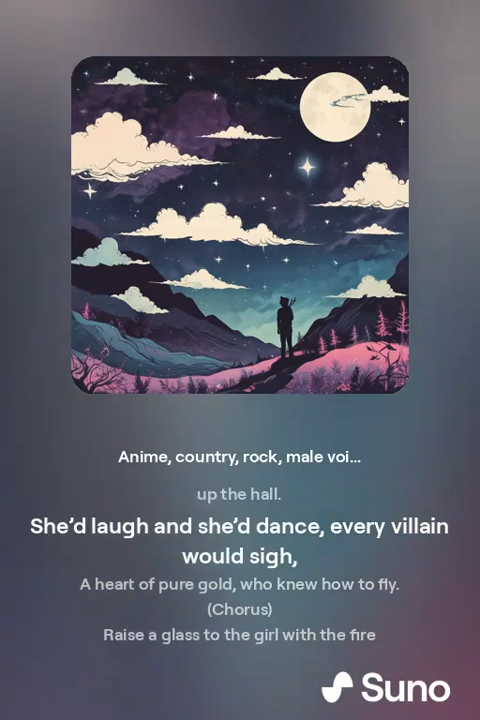 Anime, country, rock, male voi...
up the hall.
She’d laugh and she’d dance, every villain
would sigh,
A heart of pure gold, who knew how to fly.
(Chorus)
Raise a glass to the girl with the fire
Suno